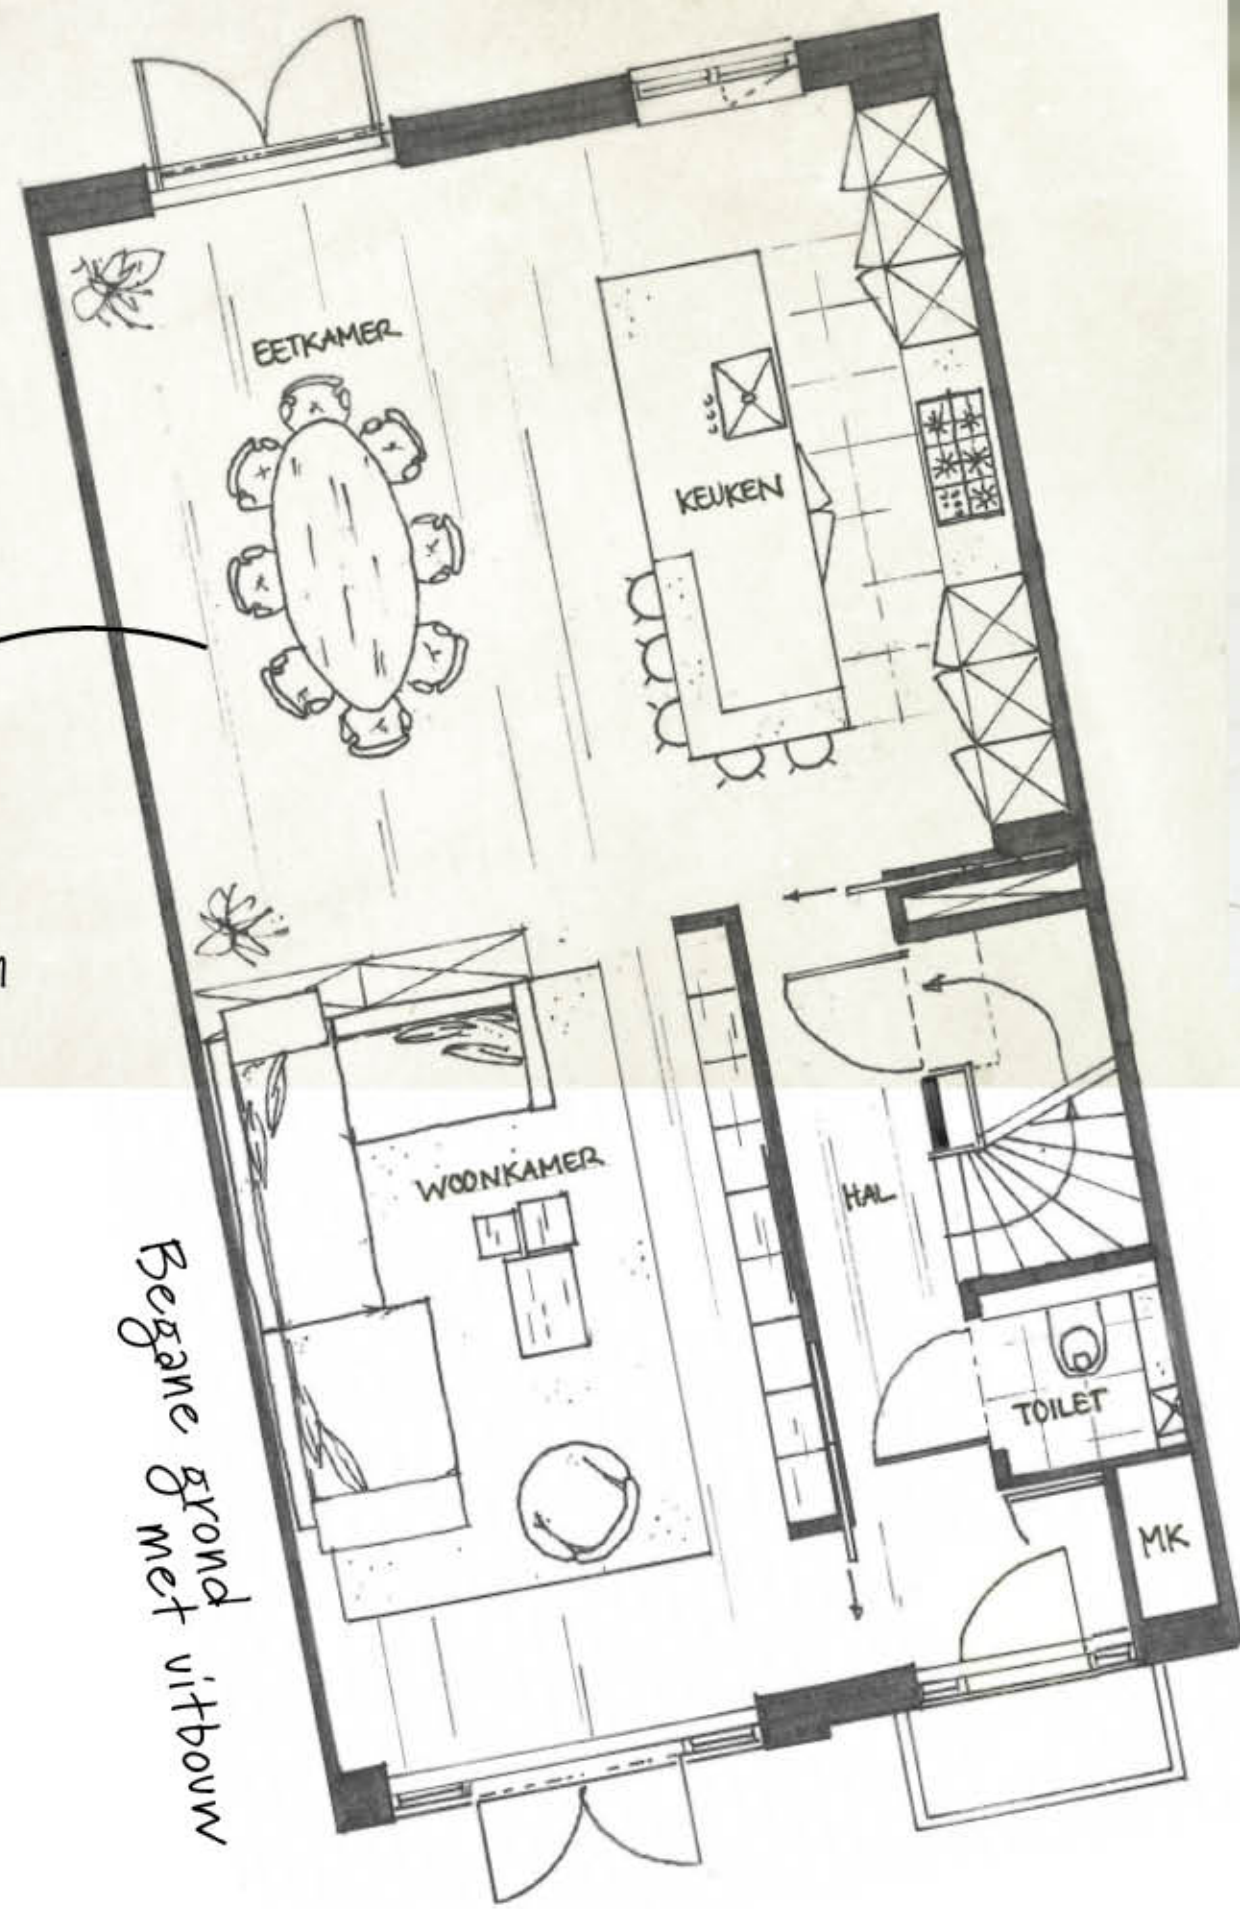 EETKAMER
KEUKEN
WOONKAMER
HAL
TOILET
MK
Begane grond
met uitbouw